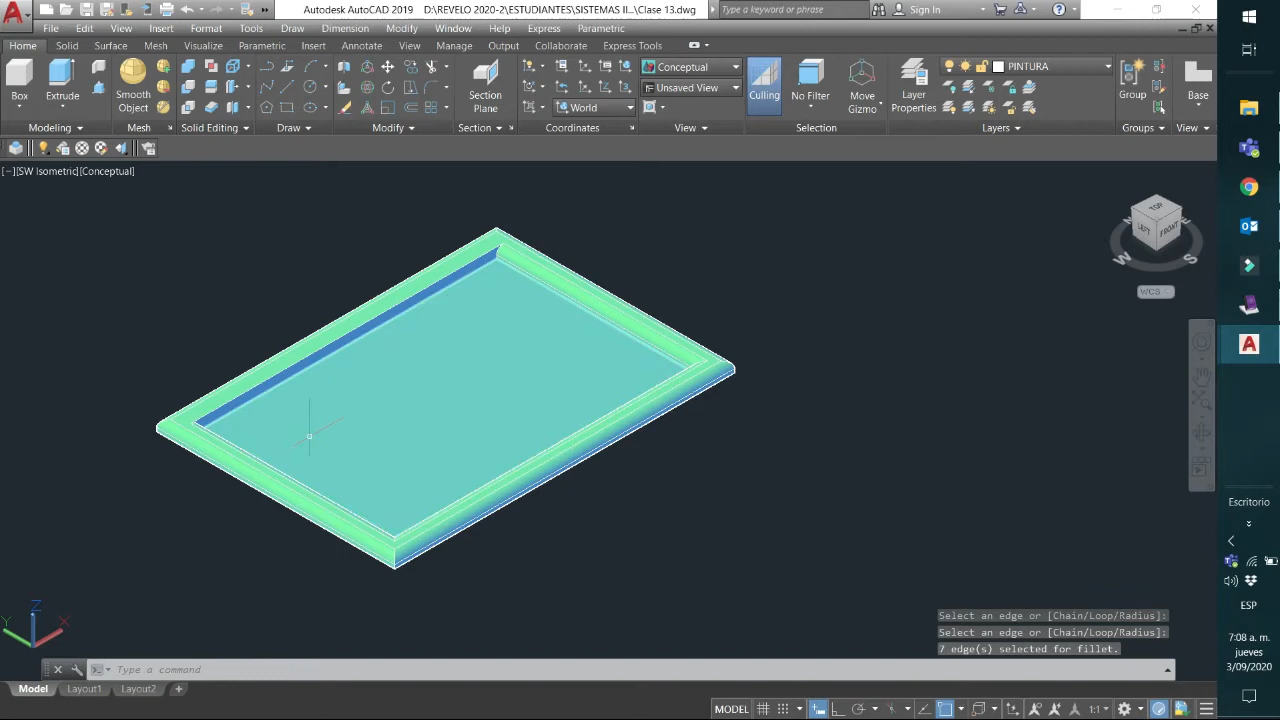 Autodesk AutoCAD 2019 D:\REVELO 2020-2\ESTUDIANTES\SISTEMAS II...\Clase 13.dwg
Type a keyword or phrase
Sign In
File Edit View Insert Format Tools Draw Dimension Modify Window Help Express Parametric
Home Solid Surface Mesh Visualize Parametric Insert Annotate View Manage Output Collaborate Express Tools
Box
Extrude
Smooth
Object
Section
Plane
World
Conceptual
Unsaved View
Culling
No Filter
Move
Gizmo
Layer
Properties
PINTURA
Group
Base
Modeling Mesh Solid Editing Draw Modify Section Coordinates View Selection Layers Groups View
[−][SW Isometric][Conceptual]
TOP
LEFT
FRONT
N
E
W
S
WCS
Z
Y
X
Select an edge or [Chain/Loop/Radius]:
Select an edge or [Chain/Loop/Radius]:
7 edge(s) selected for fillet.
Type a command
Model Layout1 Layout2 +
MODEL
1:1
Escritorio
ESP
7:08 a. m.
jueves
3/09/2020